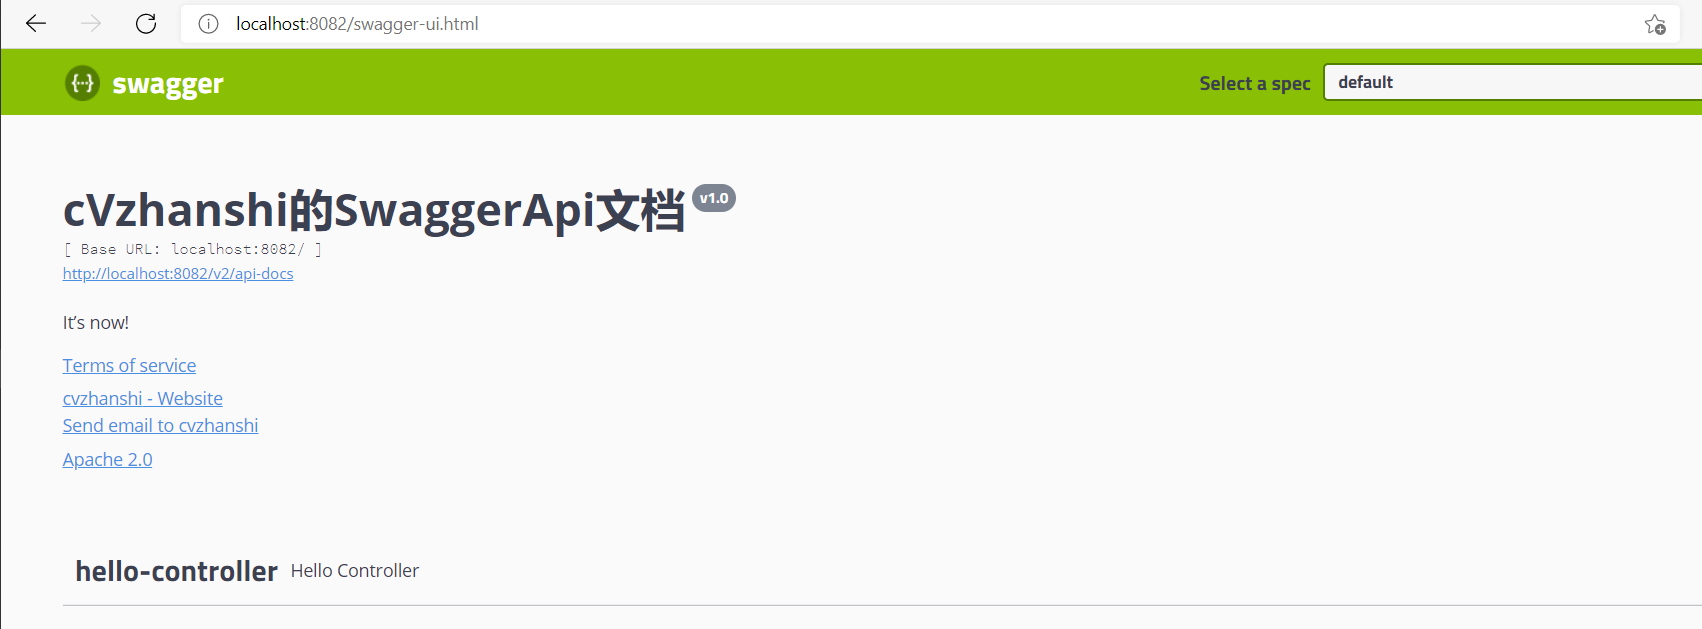 localhost:8082/swagger-ui.html
swagger
Select a spec
default
cVzhanshi的SwaggerApi文档 v1.0
[ Base URL: localhost:8082/ ]
http://localhost:8082/v2/api-docs
It’s now!
Terms of service
cvzhanshi - Website
Send email to cvzhanshi
Apache 2.0
hello-controller Hello Controller